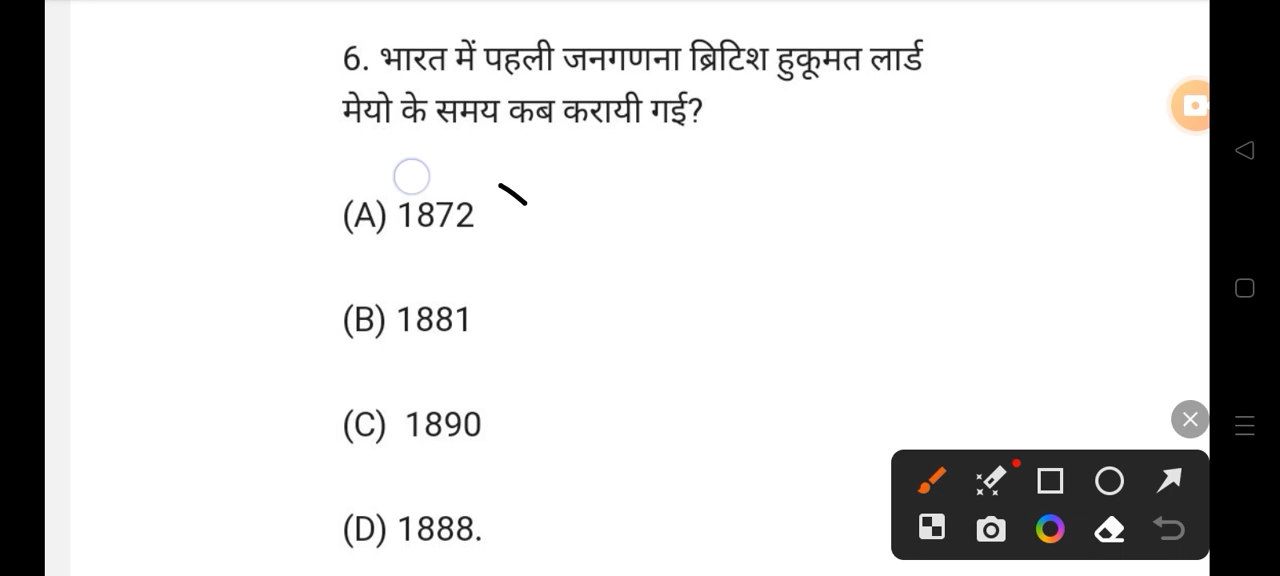 6. भारत में पहली जनगणना ब्रिटिश हुकूमत लार्ड
मेयो के समय कब करायी गई?
(A) 1872
(B) 1881
(C) 1890
(D) 1888.